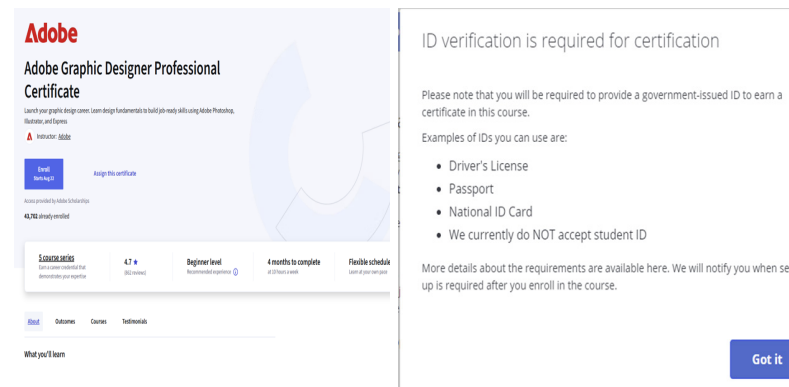 Adobe
Adobe Graphic Designer Professional
Certificate
Launch your graphic design career. Learn design fundamentals to build job-ready skills using Adobe Photoshop,
Illustrator, and Express
Instructor: Adobe
Enroll
Starts Aug 22
Assign this certificate
Access provided by Adobe Scholarships
43,702 already enrolled
5 course series
Earn a career credential that
demonstrates your expertise
4.7 ★
(862 reviews)
Beginner level
Recommended experience
4 months to complete
at 10 hours a week
Flexible schedule
Learn at your own pace
About Outcomes Courses Testimonials
What you'll learn
ID verification is required for certification
Please note that you will be required to provide a government-issued ID to earn a
certificate in this course.
Examples of IDs you can use are:
• Driver's License
• Passport
• National ID Card
• We currently do NOT accept student ID
More details about the requirements are available here. We will notify you when se
up is required after you enroll in the course.
Got it